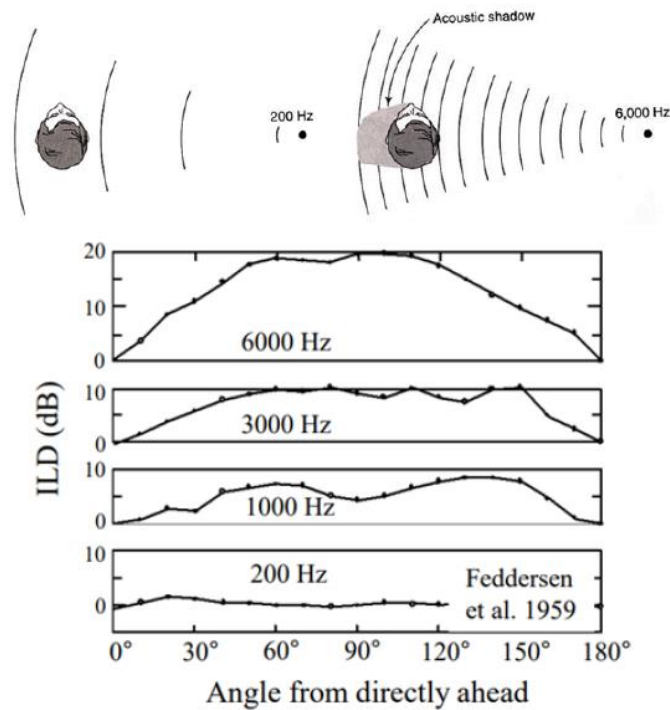 Acoustic shadow
200 Hz
6,000 Hz
20
10
0
6000 Hz
10
0
3000 Hz
10
0
1000 Hz
10
0
200 Hz
Feddersen
et al. 1959
ILD (dB)
0° 30° 60° 90° 120° 150° 180°
Angle from directly ahead